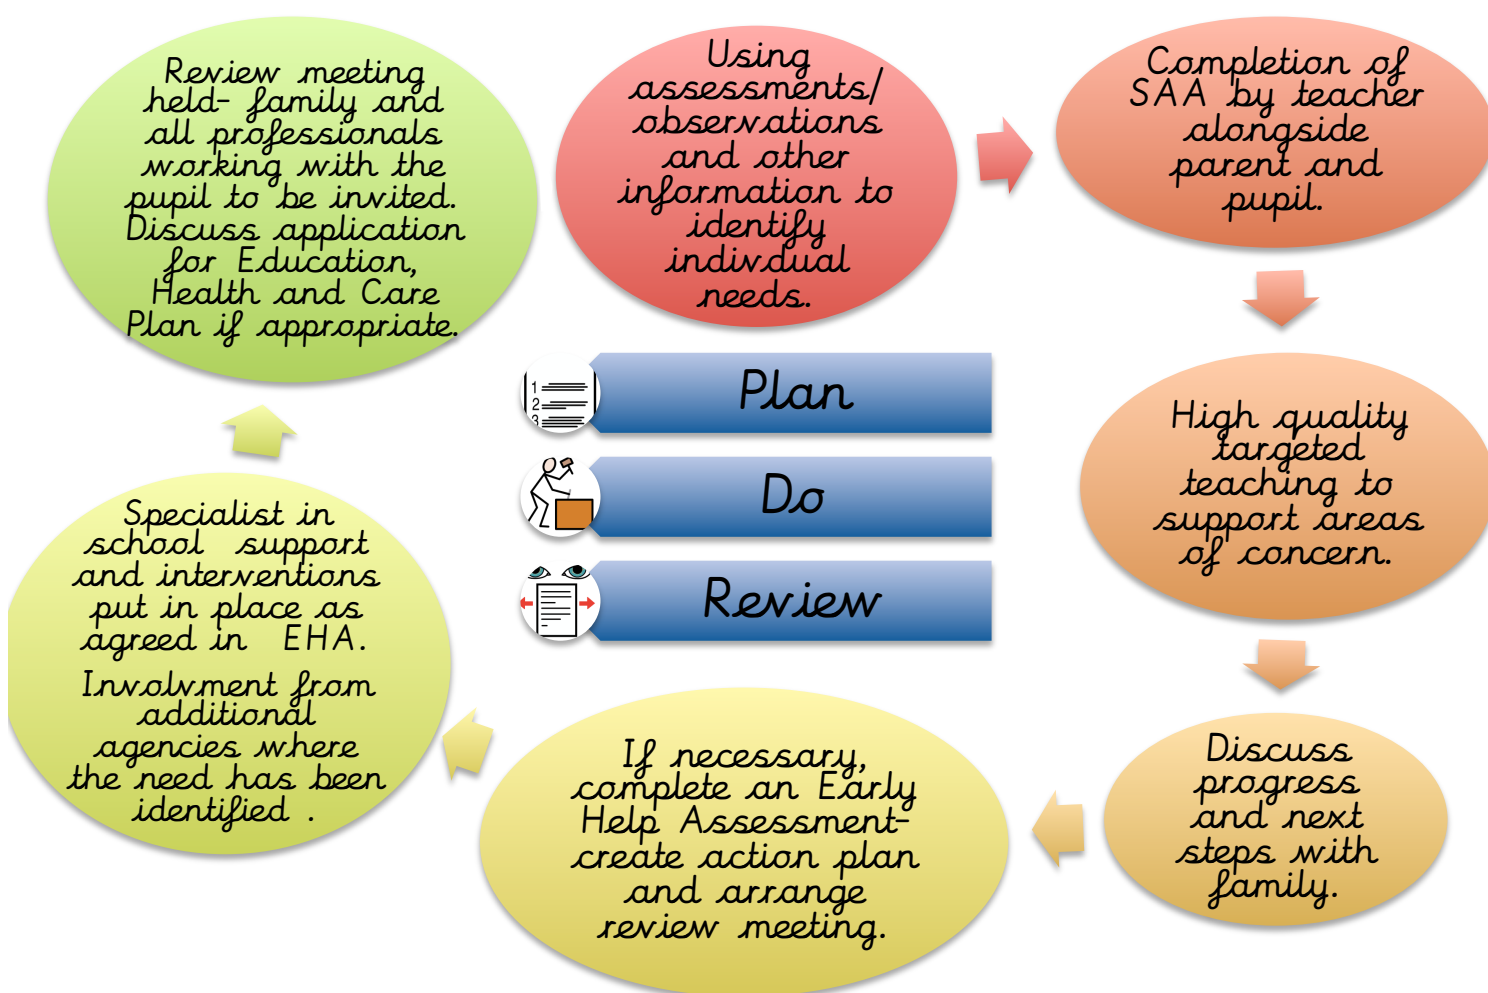 Using
assessments/
observations
and other
information to
identify
indivdual
needs.
Completion of
SAA by teacher
alongside
parent and
pupil.
High quality
targeted
teaching to
support areas
of concern.
Discuss
progress
and next
steps with
family.
If necessary,
complete an Early
Help Assessment-
create action plan
and arrange
review meeting.
Specialist in
school support
and interventions
put in place as
agreed in EHA.
Involvment from
additional
agencies where
the need has been
identified .
Review meeting
held- family and
all professionals
working with the
pupil to be invited.
Discuss application
for Education,
Health and Care
Plan if appropriate.
1
2
3
Plan
Do
Review